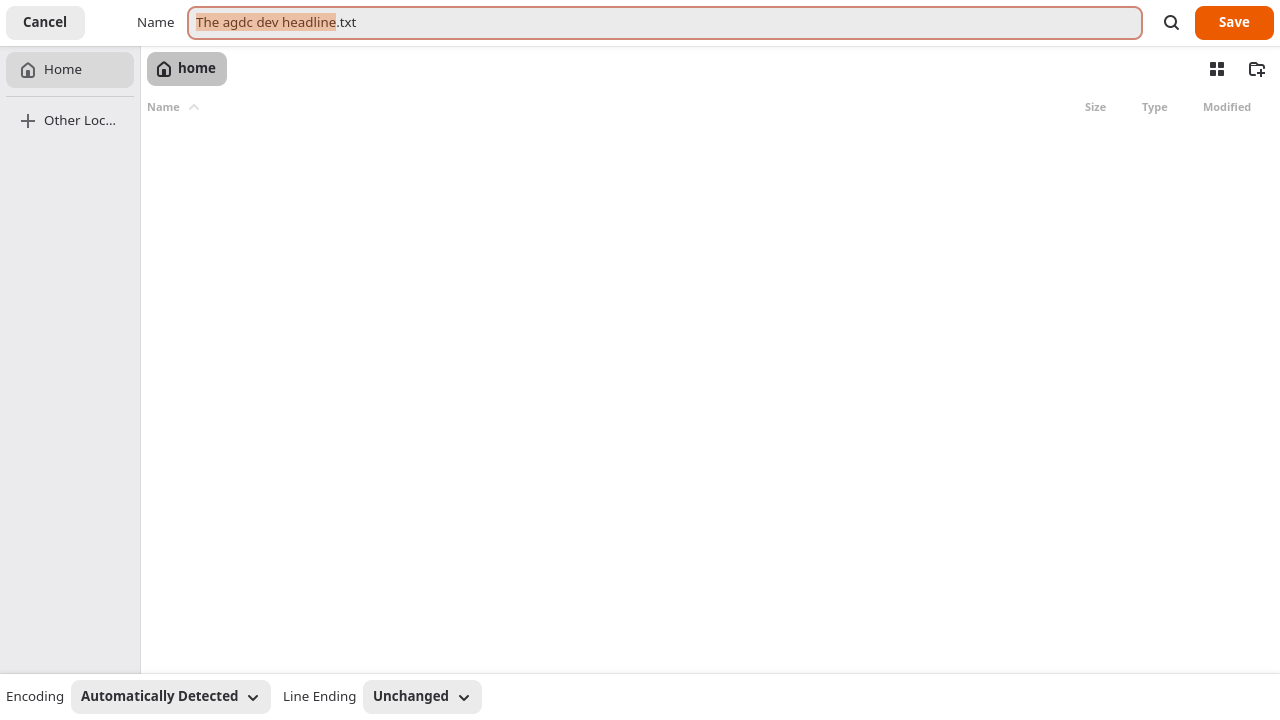 Cancel
Name
The agdc dev headline.txt
Save
Home
home
Other Loc…
Name
Size
Type
Modified
Encoding
Automatically Detected
Line Ending
Unchanged